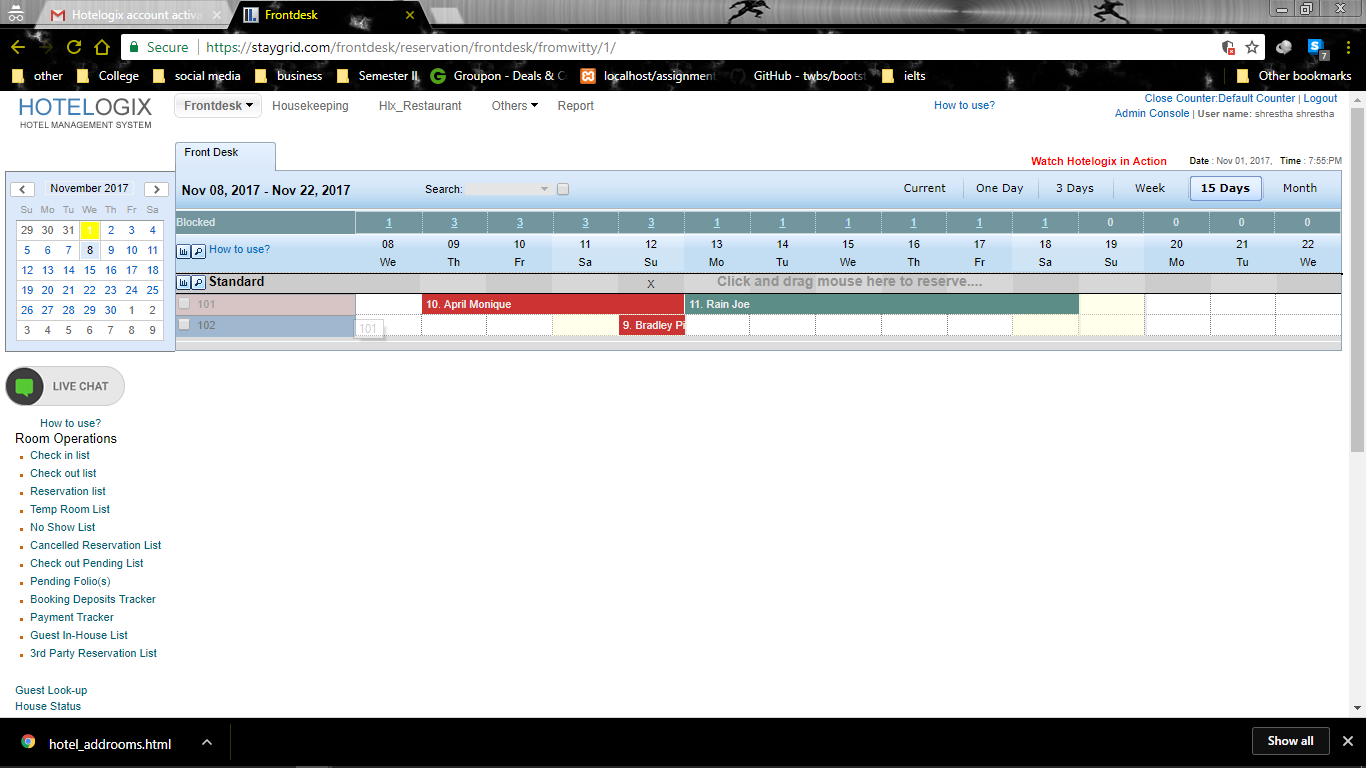 Hotelogix account activa
Frontdesk
Secure
https://staygrid.com/frontdesk/reservation/frontdesk/fromwitty/1/
7
other
College
social media
business
Semester II
Groupon - Deals & C
localhost/assignmen
GitHub - twbs/boots
ielts
Other bookmarks
HOTELOGIX
HOTEL MANAGEMENT SYSTEM
Frontdesk Housekeeping Hlx_Restaurant Others Report
How to use?
Close Counter:Default Counter | Logout
Admin Console | User name: shrestha shrestha
Front Desk
Watch Hotelogix in Action Date : Nov 01, 2017, Time : 7:55:PM
November 2017
Su Mo Tu We Th Fr Sa
29 30 31 1 2 3 4
5 6 7 8 9 10 11
12 13 14 15 16 17 18
19 20 21 22 23 24 25
26 27 28 29 30 1 2
3 4 5 6 7 8 9
Nov 08, 2017 - Nov 22, 2017 Search: Current One Day 3 Days Week 15 Days Month
Blocked 1 3 3 3 3 1 1 1 1 1 1 0 0 0 0
How to use? 08 09 10 11 12 13 14 15 16 17 18 19 20 21 22
We Th Fr Sa Su Mo Tu We Th Fr Sa Su Mo Tu We
Standard X Click and drag mouse here to reserve....
101 10. April Monique 11. Rain Joe
102 101 9. Bradley Pi
LIVE CHAT
How to use?
Room Operations
Check in list
Check out list
Reservation list
Temp Room List
No Show List
Cancelled Reservation List
Check out Pending List
Pending Folio(s)
Booking Deposits Tracker
Payment Tracker
Guest In-House List
3rd Party Reservation List
Guest Look-up
House Status
hotel_addrooms.html
Show all